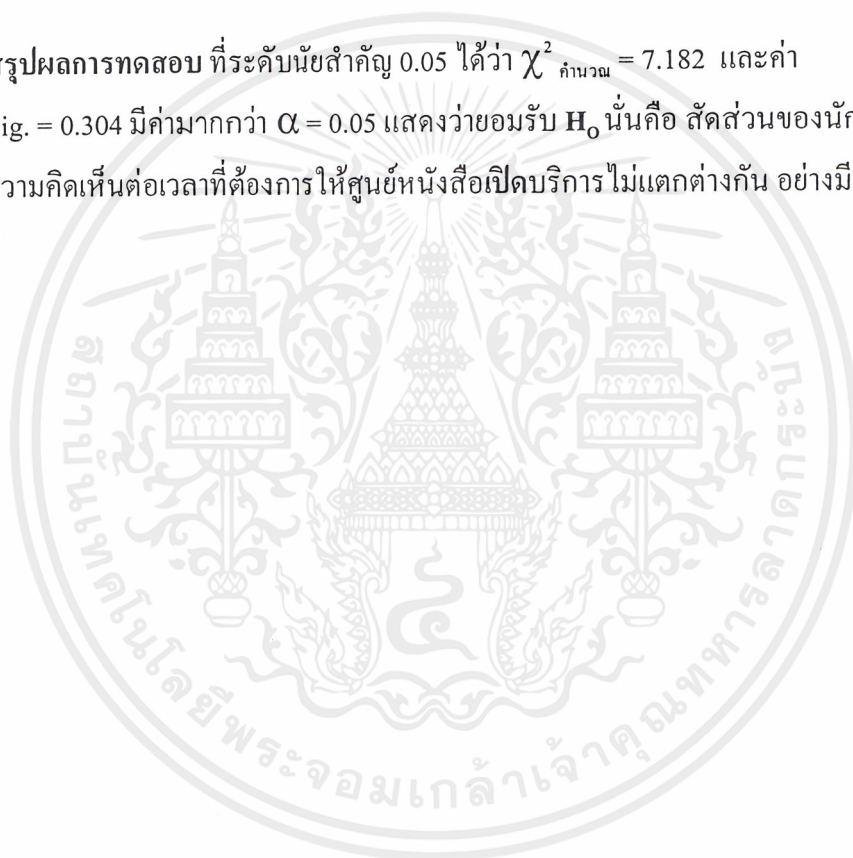 สรุปผลการทดสอบ ที่ระดับนัยสำคัญ 0.05 ได้ว่า χ² คำนวณ = 7.182 และค่า
ig. = 0.304 มีค่ามากกว่า α = 0.05 แสดงว่ายอมรับ H₀ นั่นคือ สัดส่วนของนัก
วามคิดเห็นต่อเวลาที่ต้องการให้ศูนย์หนังสือเปิดบริการไม่แตกต่างกัน อย่างมี
สถาบันเทคโนโลยีพระจอมเกล้าเจ้าคุณทหารลาดกระบัง